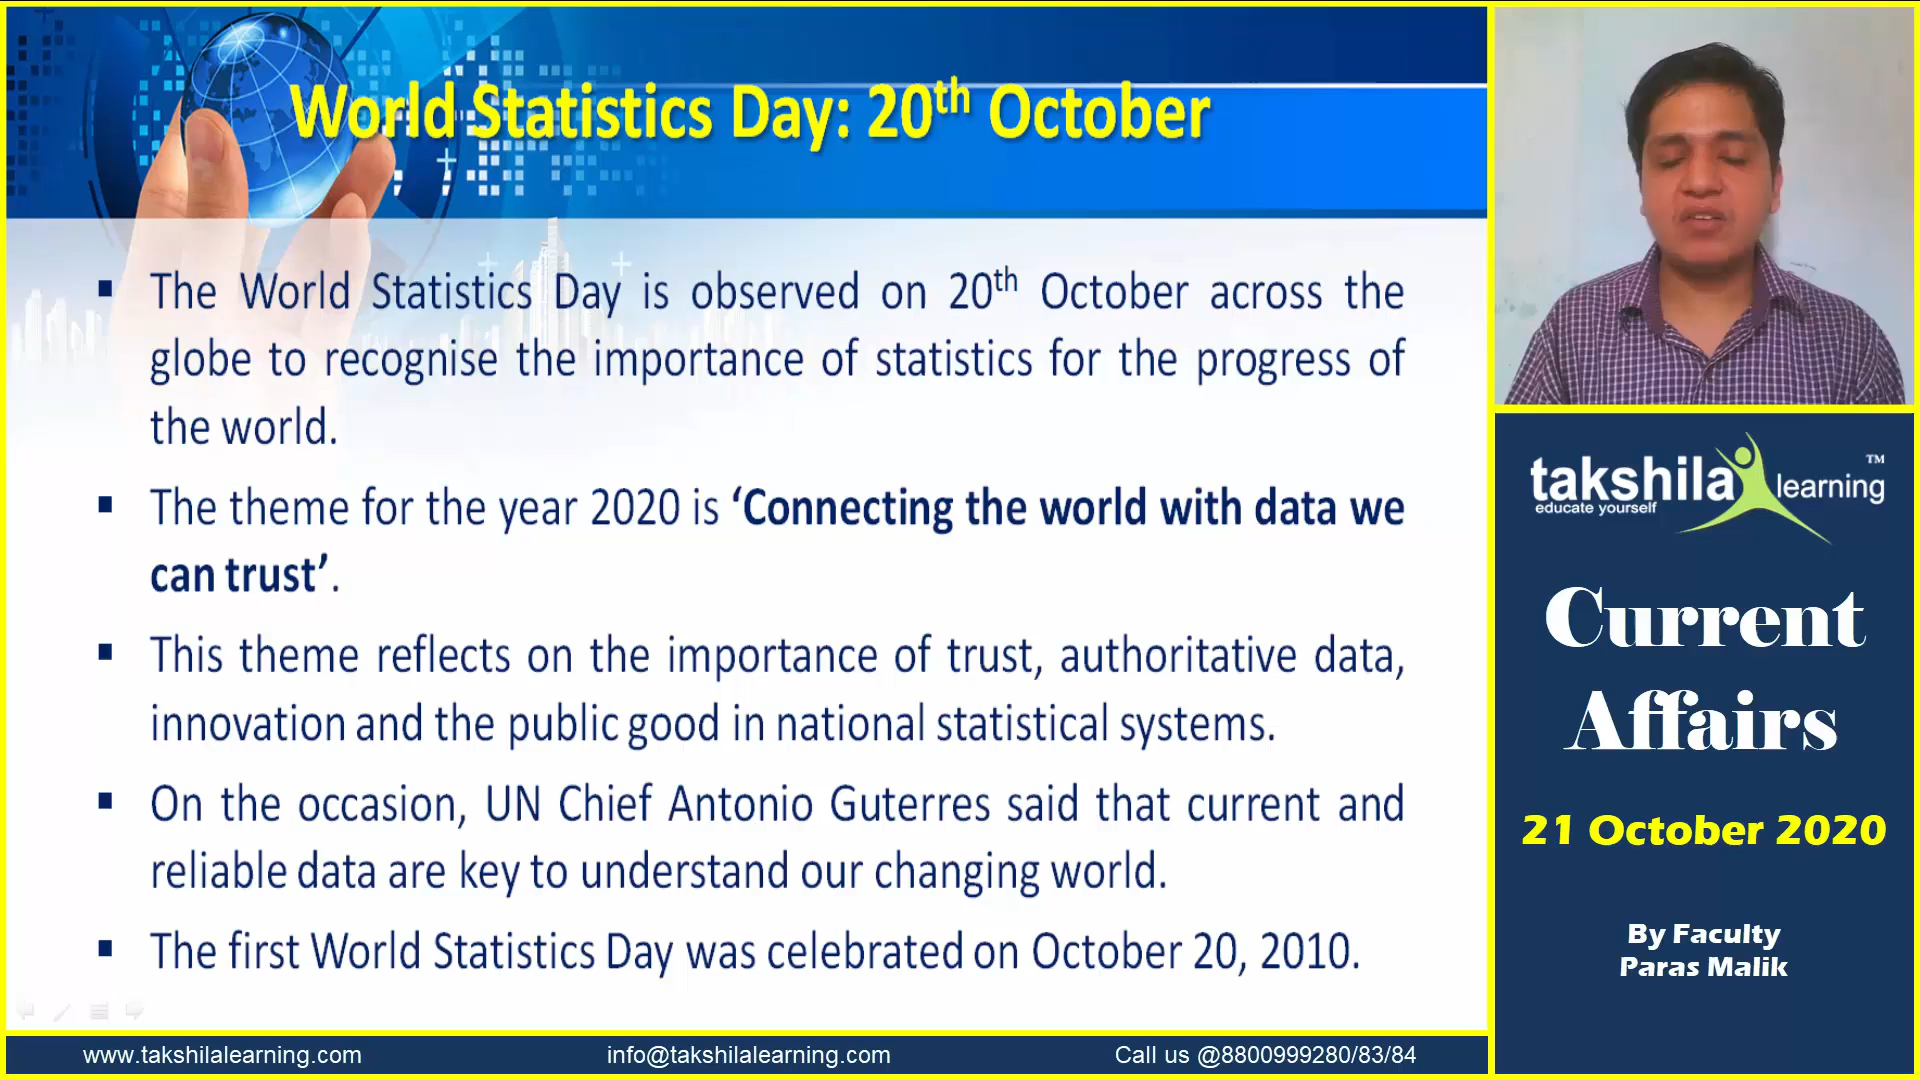 World Statistics Day: 20th October
▪ The World Statistics Day is observed on 20th October across the
globe to recognise the importance of statistics for the progress of
the world.
▪ The theme for the year 2020 is ‘Connecting the world with data we
can trust’.
▪ This theme reflects on the importance of trust, authoritative data,
innovation and the public good in national statistical systems.
▪ On the occasion, UN Chief Antonio Guterres said that current and
reliable data are key to understand our changing world.
▪ The first World Statistics Day was celebrated on October 20, 2010.
takshila learning TM
educate yourself
Current
Affairs
21 October 2020
By Faculty
Paras Malik
www.takshilalearning.com
info@takshilalearning.com
Call us @8800999280/83/84